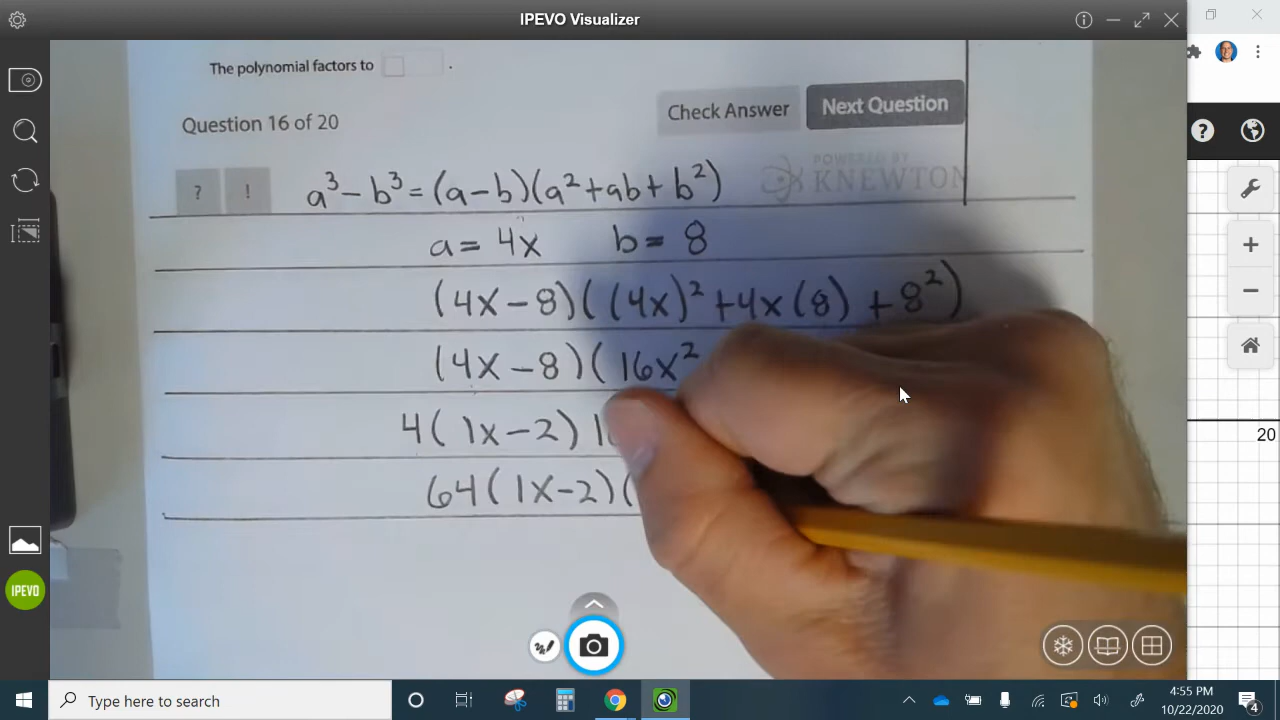 IPEVO Visualizer
The polynomial factors to .
Question 16 of 20
Check Answer
Next Question
? !
POWERED BY
KNEWTON
a³ − b³ = (a − b)(a² + ab + b²)
a = 4x b = 8
(4x − 8)((4x)² + 4x(8) + 8²)
(4x − 8)(16x²
4(1x − 2)
64(1x − 2)(
20
IPEVO
Type here to search
4:55 PM
10/22/2020
4